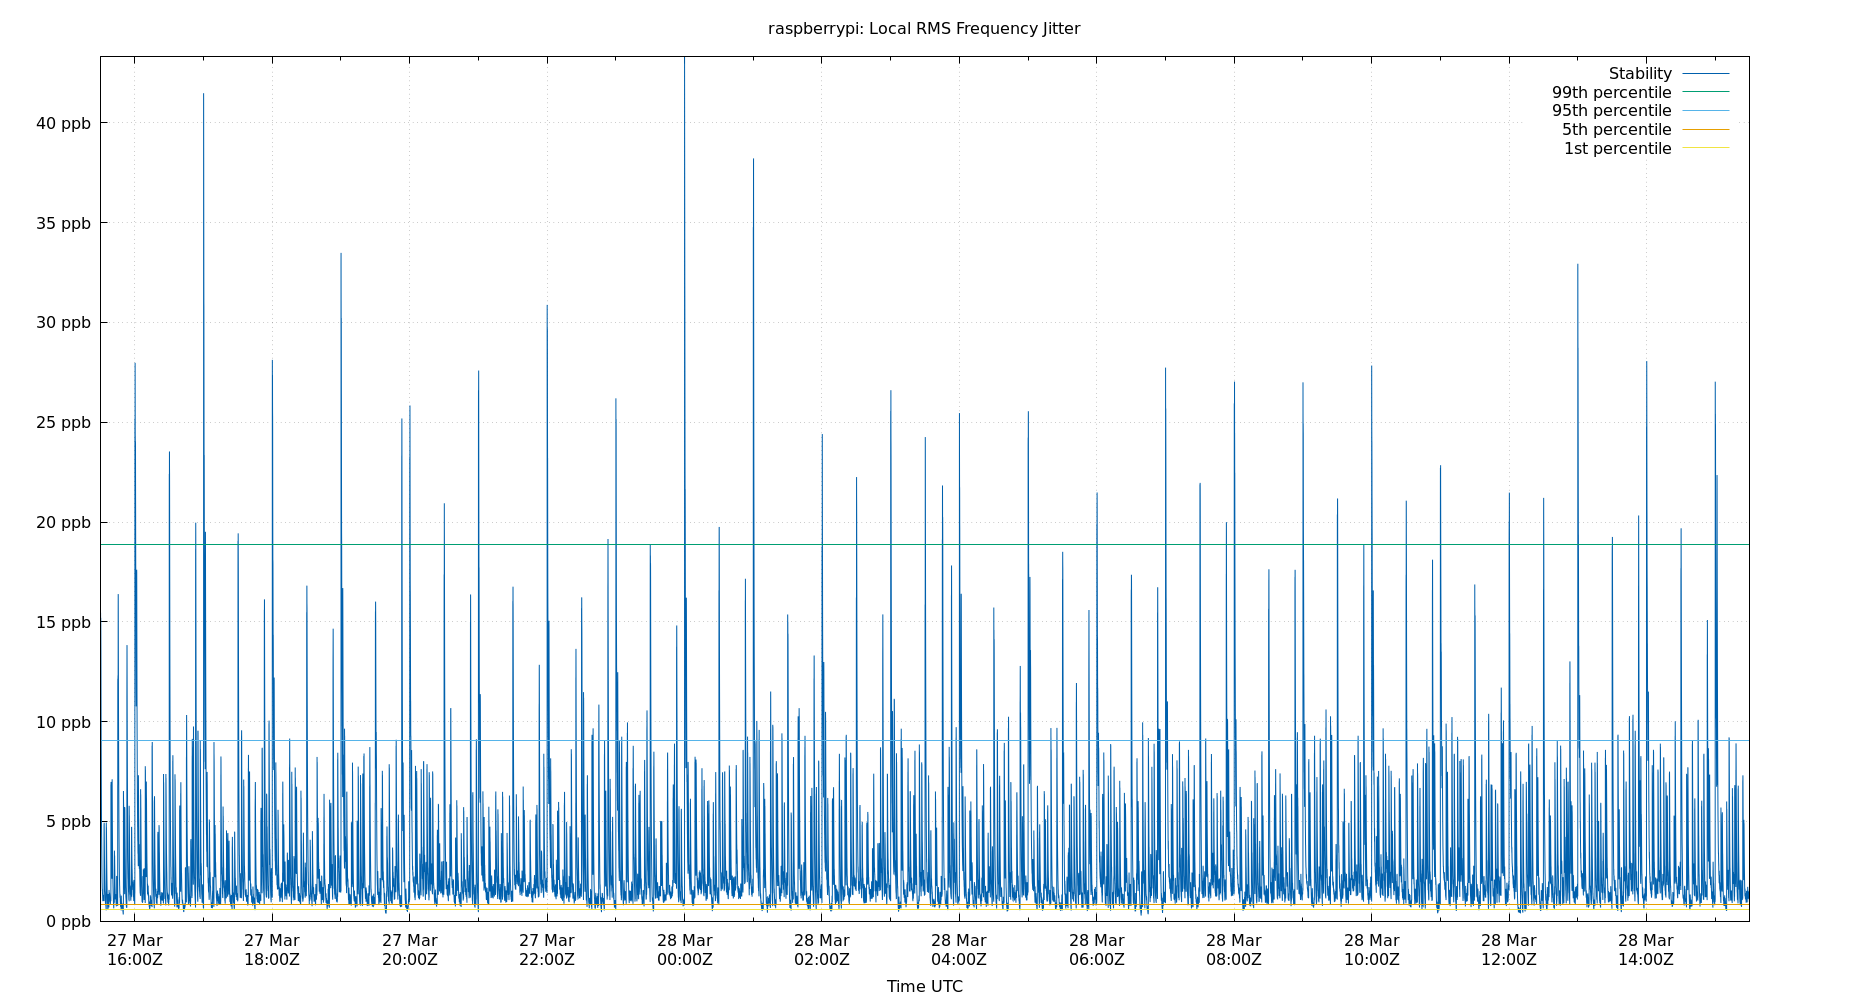 raspberrypi: Local RMS Frequency Jitter
Stability
99th percentile
95th percentile
5th percentile
1st percentile
40 ppb
35 ppb
30 ppb
25 ppb
20 ppb
15 ppb
10 ppb
5 ppb
0 ppb
27 Mar 27 Mar 27 Mar 27 Mar 28 Mar 28 Mar 28 Mar 28 Mar 28 Mar 28 Mar 28 Mar 28 Mar
16:00Z 18:00Z 20:00Z 22:00Z 00:00Z 02:00Z 04:00Z 06:00Z 08:00Z 10:00Z 12:00Z 14:00Z
Time UTC